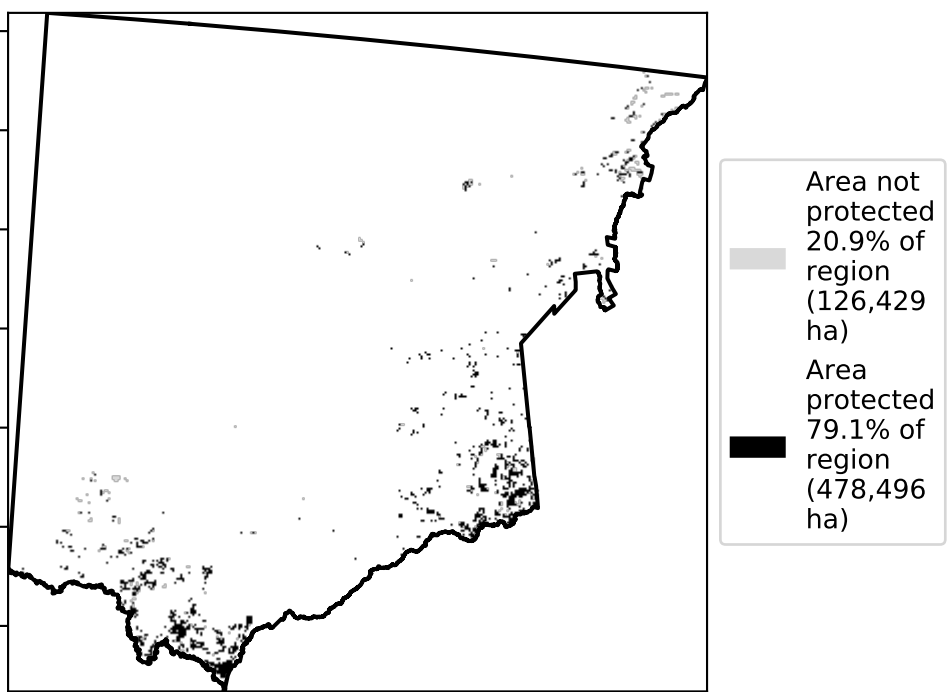 Area not
protected
20.9% of
region
(126,429
ha)
Area
protected
79.1% of
region
(478,496
ha)